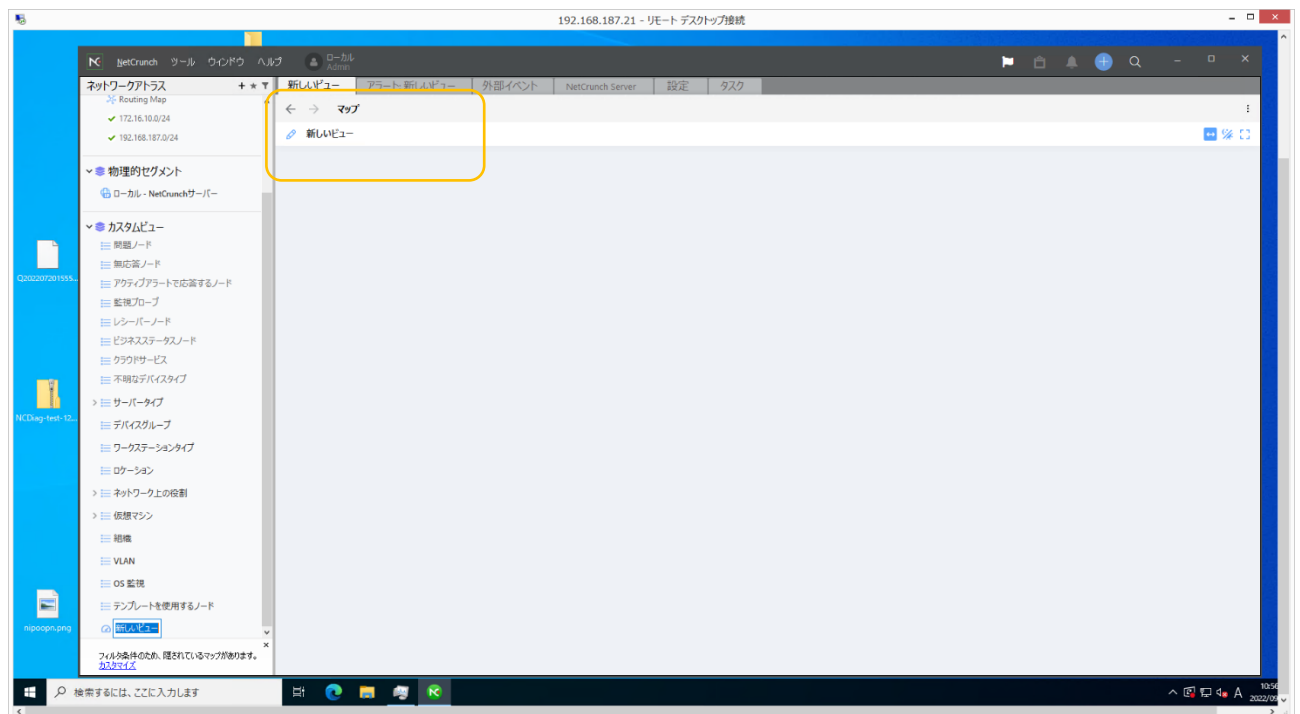 192.168.187.21 - リモート デスクトップ接続
NetCrunch ツール ウインドウ ヘルプ ローカル
Admin
ネットワークアトラス
新しいビュー アラート: 新しいビュー 外部イベント NetCrunch Server 設定 タスク
Routing Map
172.16.10.0/24
192.168.187.0/24
マップ
新しいビュー
物理的セグメント
ローカル - NetCrunchサーバー
カスタムビュー
問題ノード
無応答ノード
アクティブアラートで応答するノード
監視プローブ
レシーバーノード
ビジネスステータスノード
クラウドサービス
不明なデバイスタイプ
サーバータイプ
デバイスグループ
ワークステーションタイプ
ロケーション
ネットワーク上の役割
仮想マシン
組織
VLAN
OS 監視
テンプレートを使用するノード
新しいビュー
フィルタ条件のため、隠されているマップがあります。
カスタマイズ
Q202207201555...
NCDiag-test-12...
nipoopn.png
検索するには、ここに入力します
A
10:56
2022/09